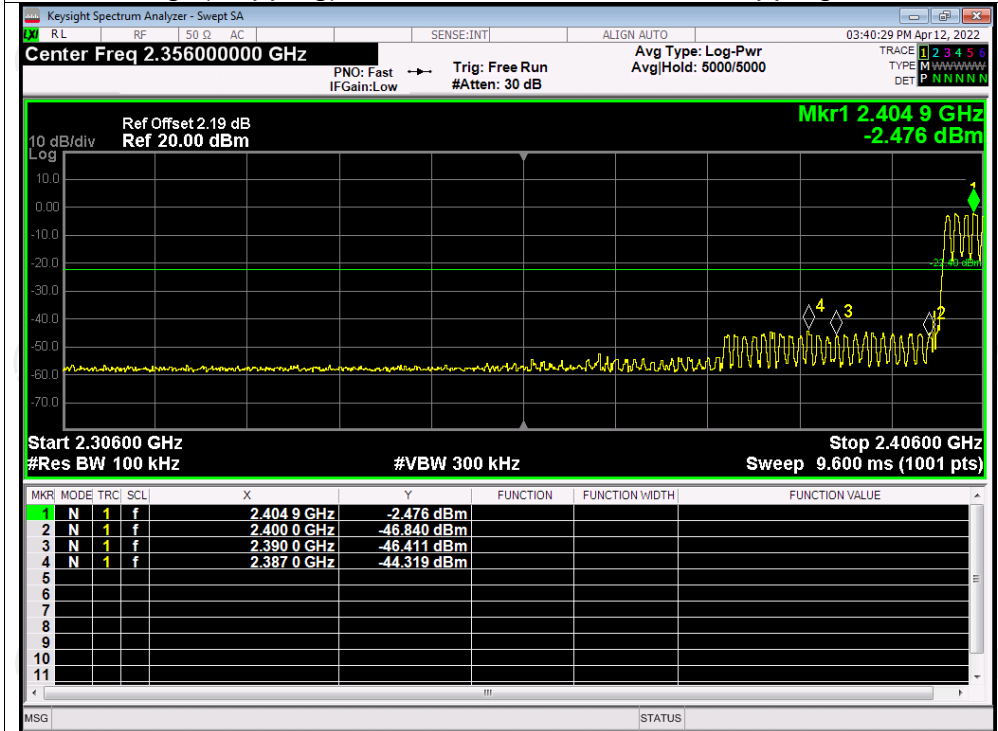 Keysight Spectrum Analyzer - Swept SA
LXI RL RF 50 Ω AC SENSE:INT ALIGN AUTO 03:40:29 PM Apr 12, 2022
Center Freq 2.356000000 GHz
PNO: Fast
IFGain:Low
Trig: Free Run
#Atten: 30 dB
Avg Type: Log-Pwr
Avg|Hold: 5000/5000
TRACE 1 2 3 4 5 6
TYPE M W W W W W
DET P N N N N N
Mkr1 2.404 9 GHz
-2.476 dBm
Ref Offset 2.19 dB
10 dB/div Ref 20.00 dBm
Log
10.0
0.00
-10.0
-20.0
-30.0
-40.0
-50.0
-60.0
-70.0
1
-22.40 dBm
4 3 2
Start 2.30600 GHz Stop 2.40600 GHz
#Res BW 100 kHz #VBW 300 kHz Sweep 9.600 ms (1001 pts)
MKR MODE TRC SCL X Y FUNCTION FUNCTION WIDTH FUNCTION VALUE
1 N 1 f 2.404 9 GHz -2.476 dBm
2 N 1 f 2.400 0 GHz -46.840 dBm
3 N 1 f 2.390 0 GHz -46.411 dBm
4 N 1 f 2.387 0 GHz -44.319 dBm
5
6
7
8
9
10
11
MSG STATUS